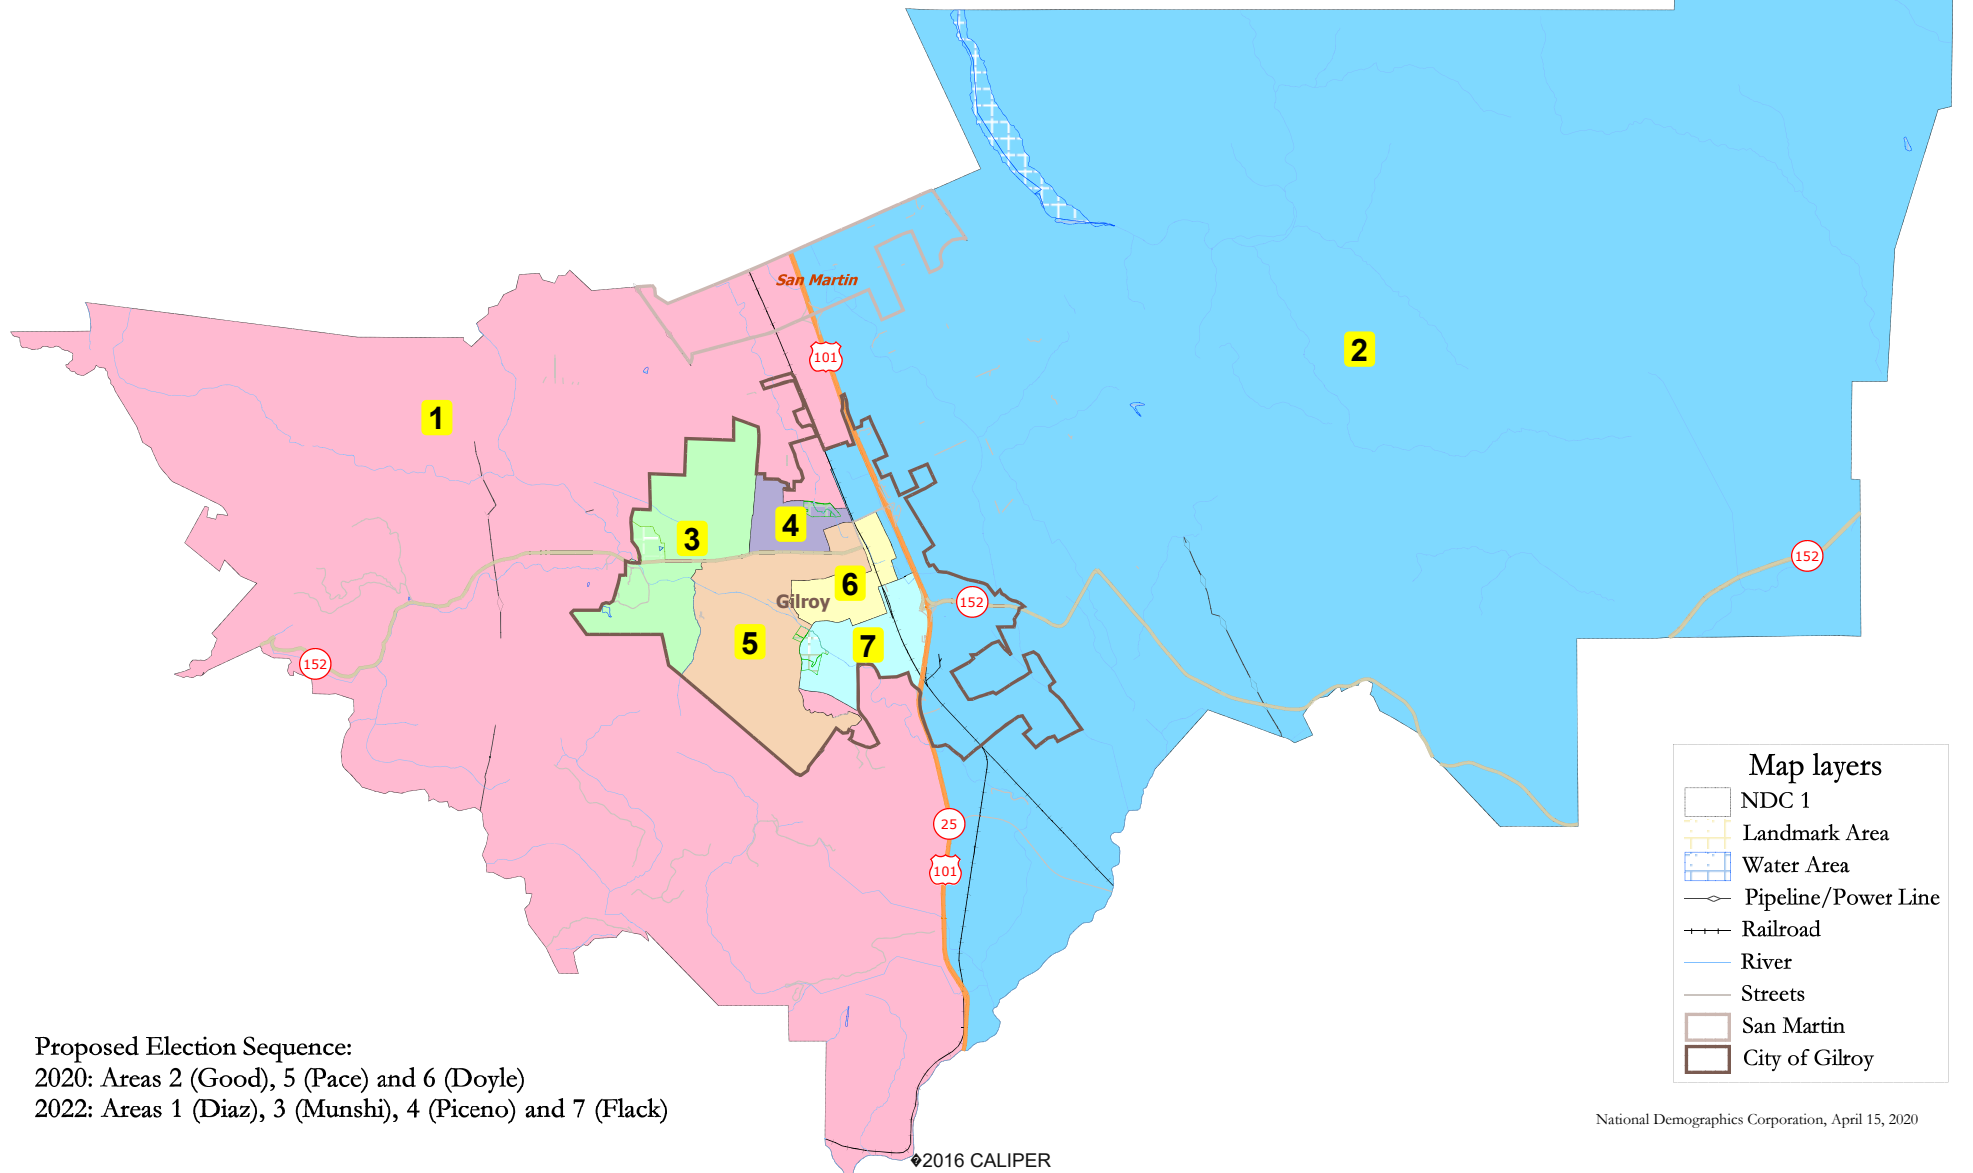 San Martin
101
2
1
3
4
152
6
Gilroy
152
5
7
152
25
101
Map layers
NDC 1
Landmark Area
Water Area
Pipeline/Power Line
Railroad
River
Streets
San Martin
City of Gilroy
Proposed Election Sequence:
2020: Areas 2 (Good), 5 (Pace) and 6 (Doyle)
2022: Areas 1 (Diaz), 3 (Munshi), 4 (Piceno) and 7 (Flack)
National Demographics Corporation, April 15, 2020
�2016 CALIPER